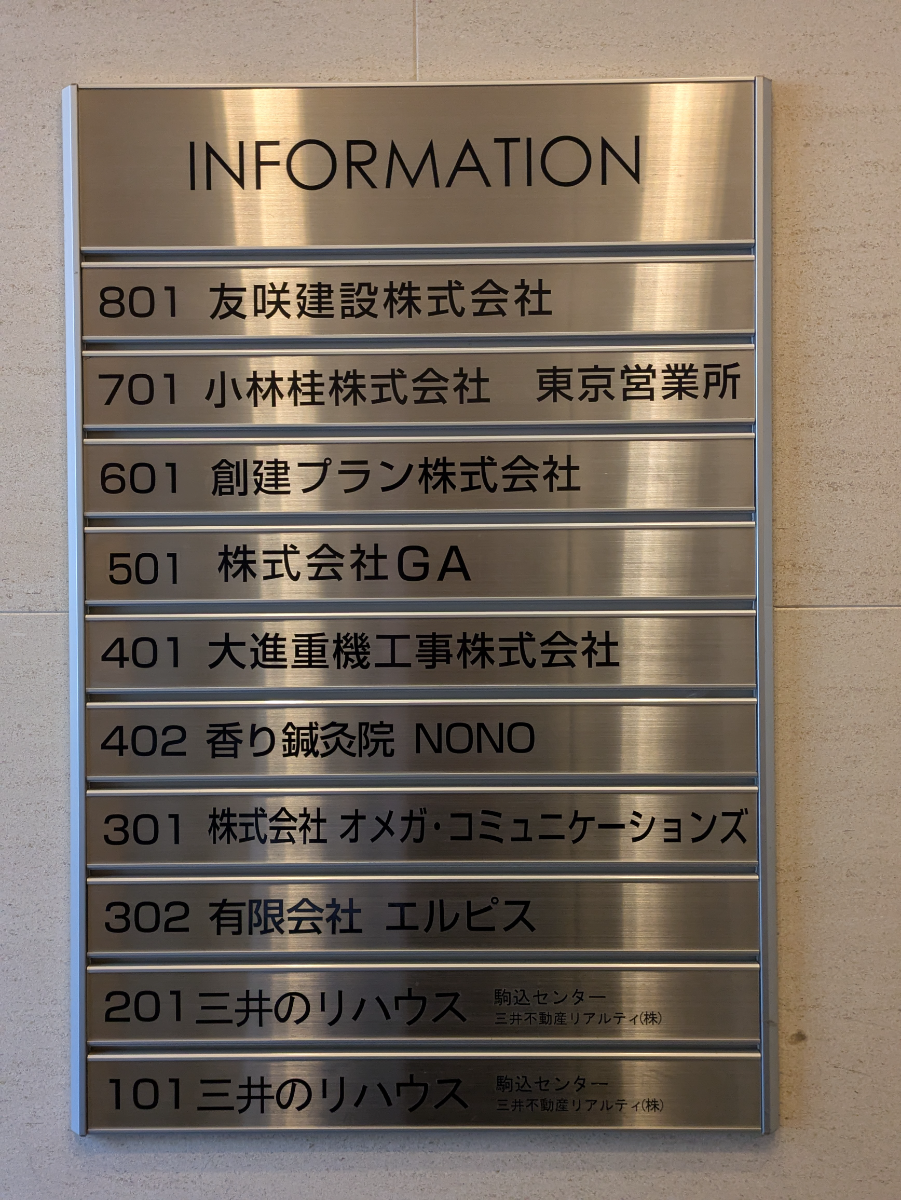 INFORMATION
801 友咲建設株式会社
701 小林桂株式会社　東京営業所
601 創建プラン株式会社
501 株式会社GA
401 大進重機工事株式会社
402 香り鍼灸院 NONO
301 株式会社 オメガ・コミュニケーションズ
302 有限会社 エルピス
201 三井のリハウス 駒込センター
三井不動産リアルティ(株)
101 三井のリハウス 駒込センター
三井不動産リアルティ(株)